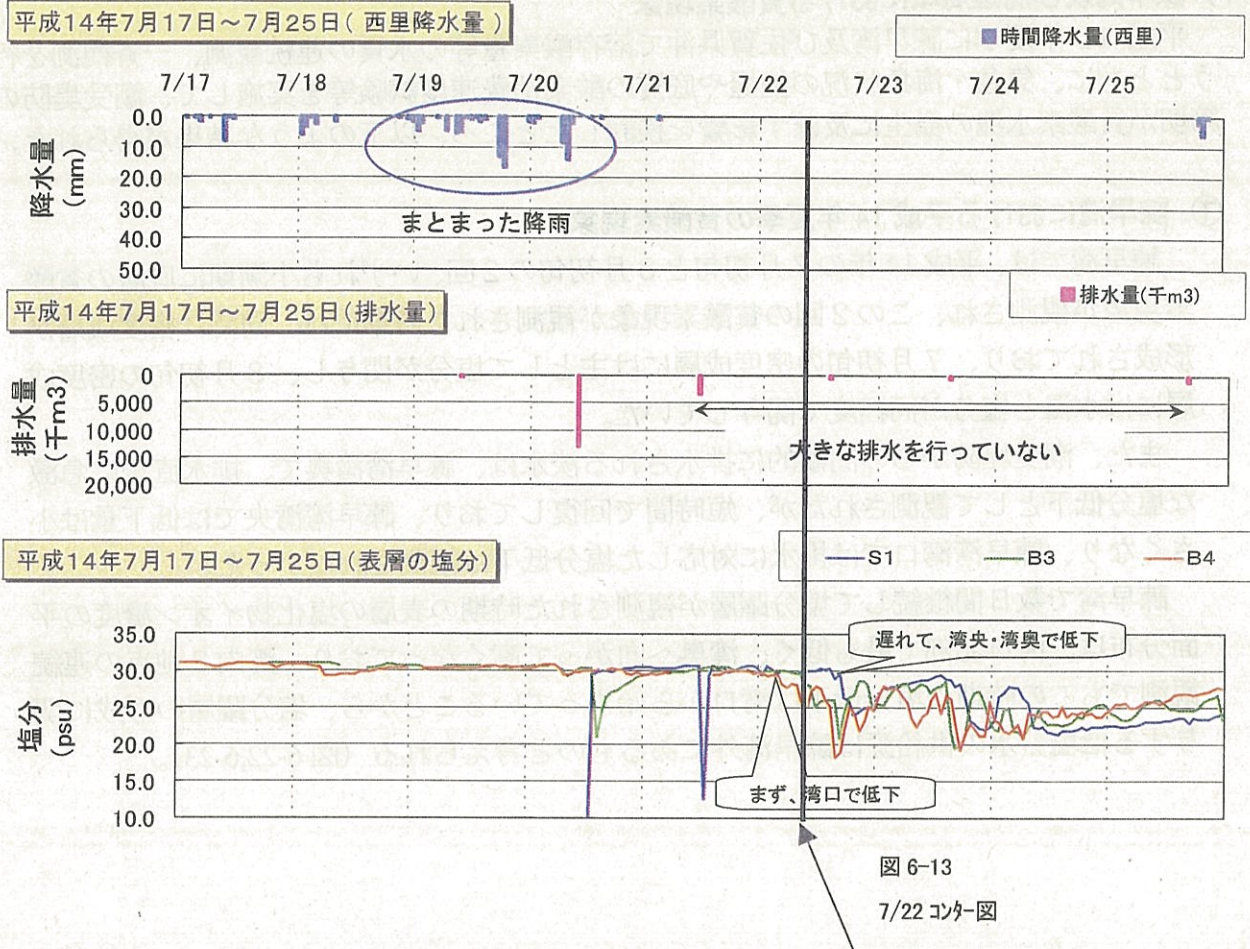 平成14年7月17日~7月25日(西里降水量)
時間降水量(西里)
7/17 7/18 7/19 7/20 7/21 7/22 7/23 7/24 7/25
降水量
(mm)
0.0
10.0
20.0
30.0
40.0
50.0
まとまった降雨
平成14年7月17日~7月25日(排水量)
排水量(千m3)
排水量
(千m3)
0
5,000
10,000
15,000
20,000
大きな排水を行っていない
平成14年7月17日~7月25日(表層の塩分)
S1 B3 B4
塩分
(psu)
35.0
30.0
25.0
20.0
15.0
10.0
遅れて、湾央・湾奥で低下
まず、湾口で低下
図 6-13
7/22 コンター図